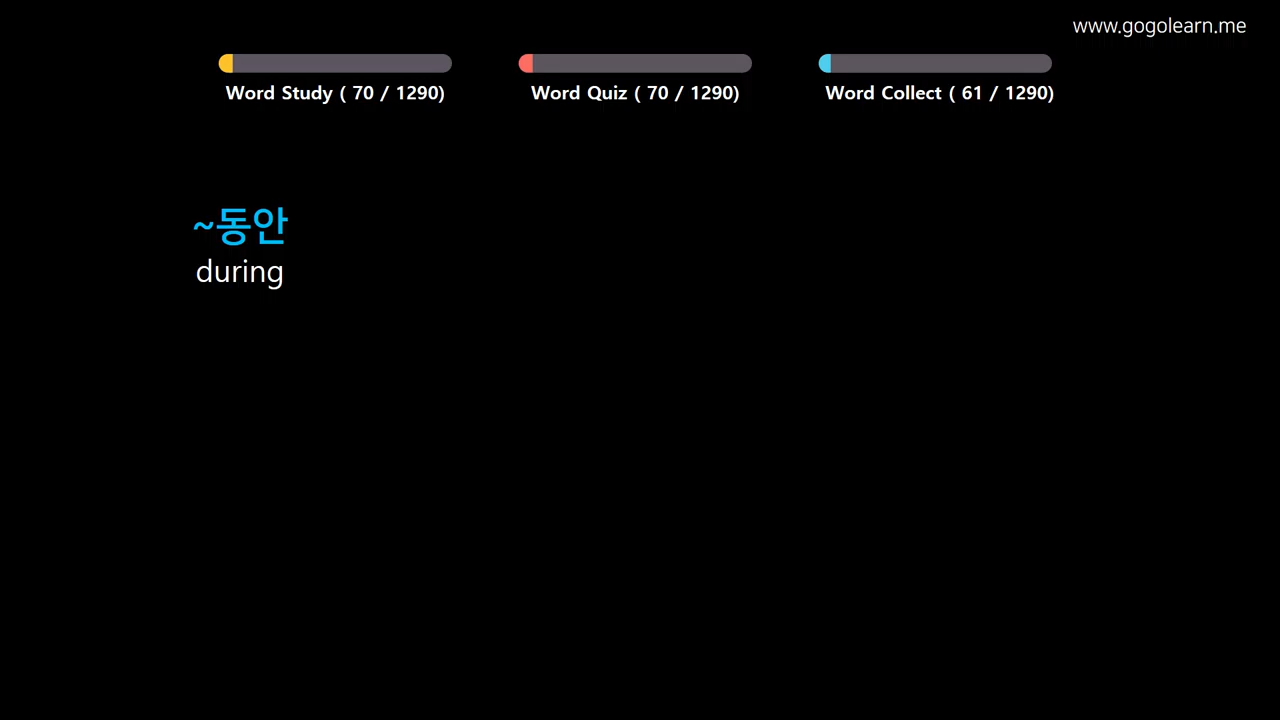 www.gogolearn.me
Word Study ( 70 / 1290)
Word Quiz ( 70 / 1290)
Word Collect ( 61 / 1290)
~동안
during